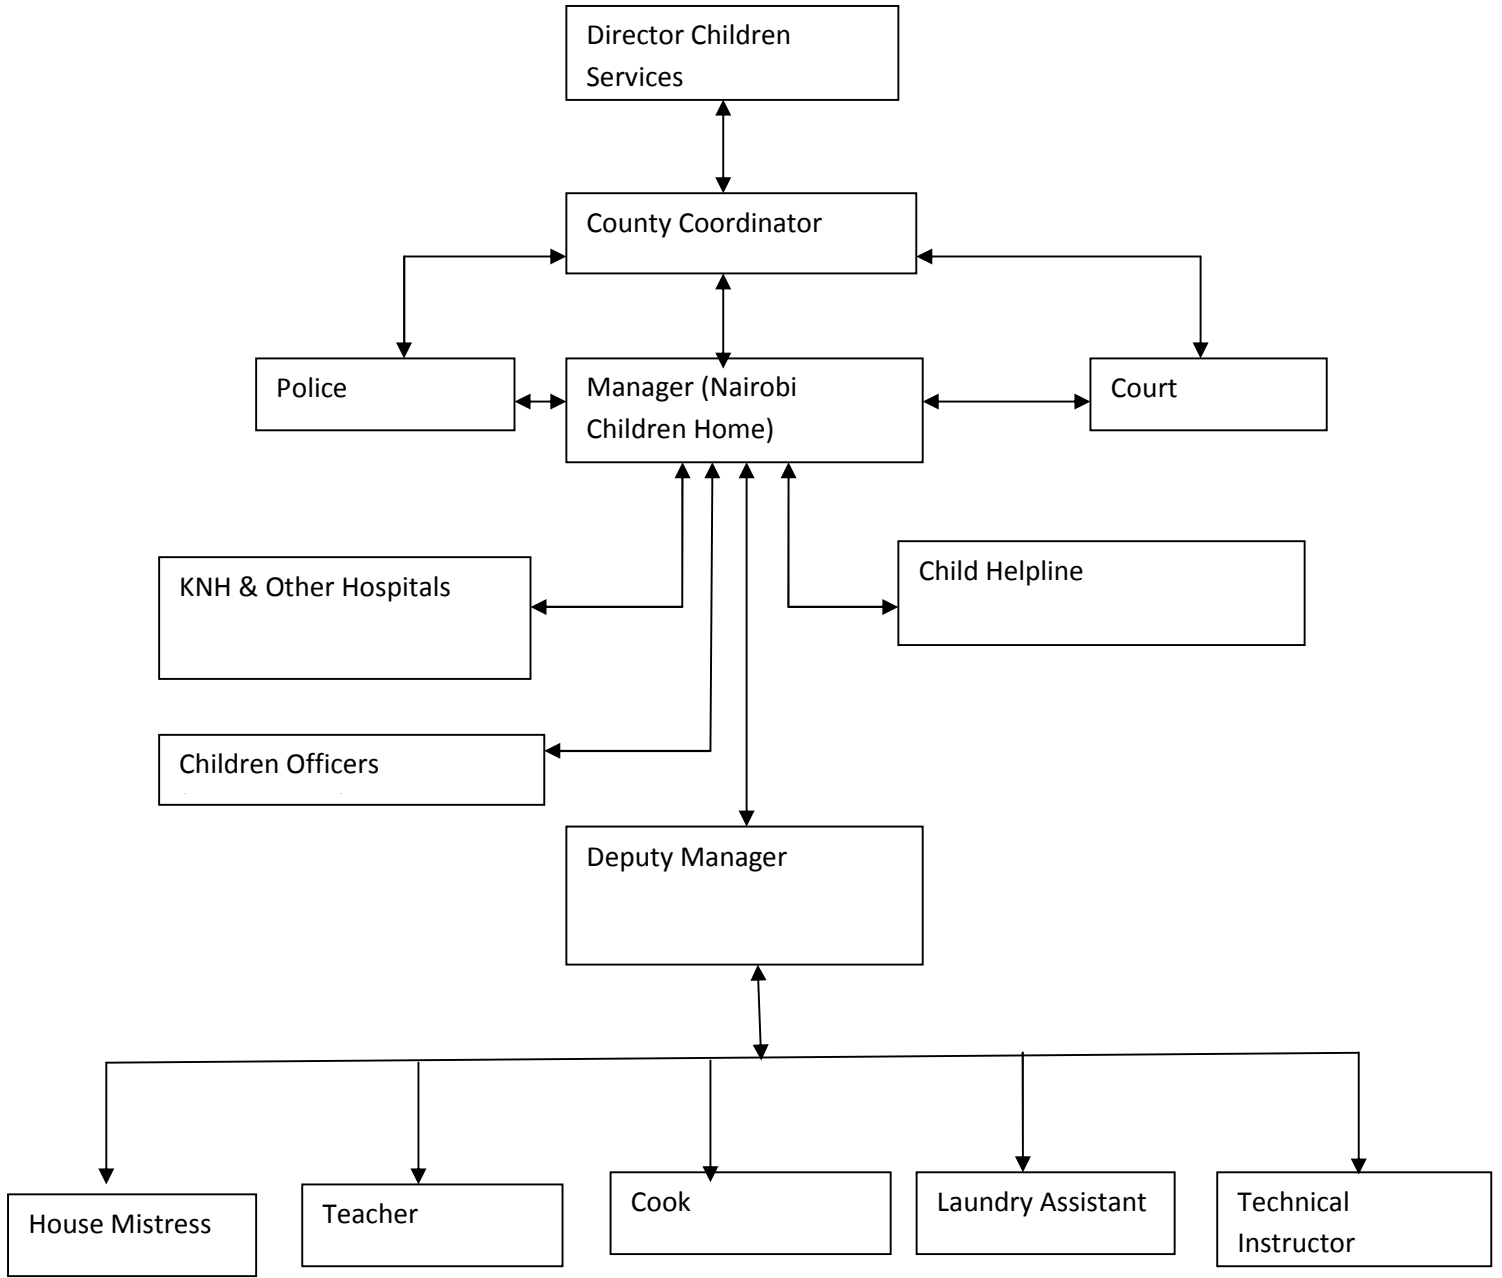 Director Children
Services
County Coordinator
Police
Manager (Nairobi
Children Home)
Court
KNH & Other Hospitals
Child Helpline
Children Officers
Deputy Manager
House Mistress
Teacher
Cook
Laundry Assistant
Technical
Instructor